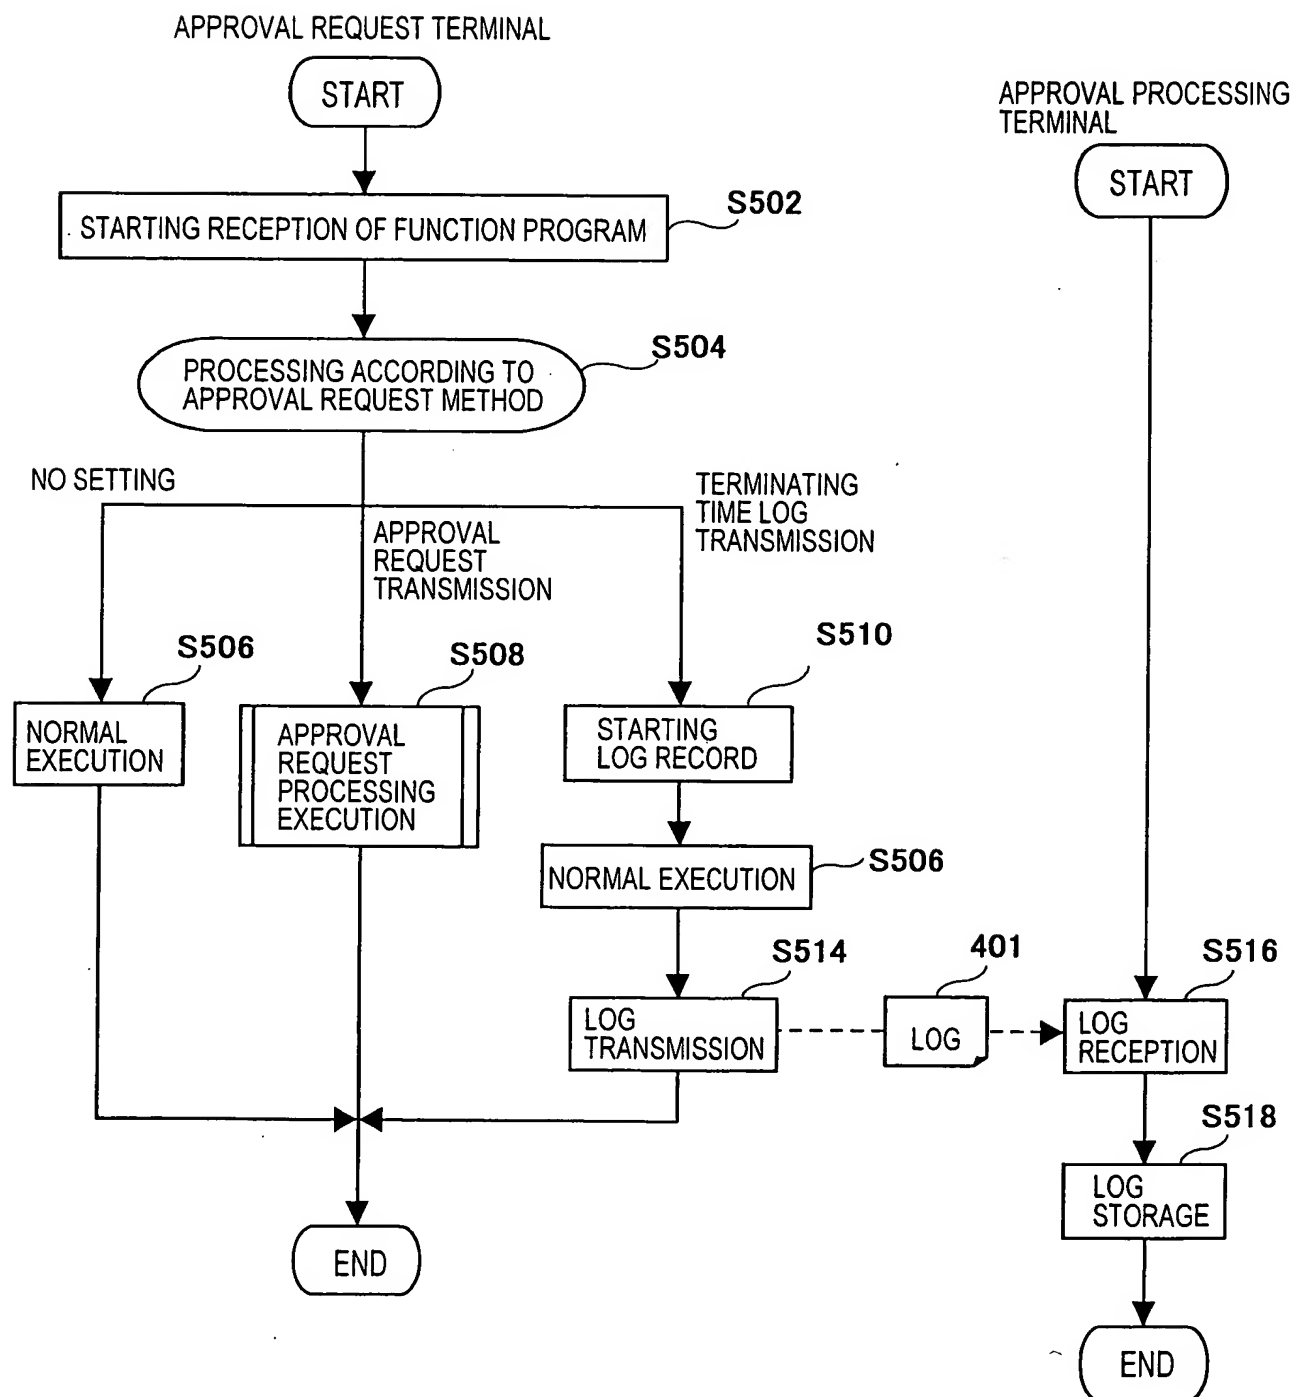 APPROVAL REQUEST TERMINAL
START
APPROVAL PROCESSING
TERMINAL
START
S502
STARTING RECEPTION OF FUNCTION PROGRAM
S504
PROCESSING ACCORDING TO
APPROVAL REQUEST METHOD
NO SETTING
APPROVAL
REQUEST
TRANSMISSION
TERMINATING
TIME LOG
TRANSMISSION
S506
NORMAL
EXECUTION
S508
APPROVAL
REQUEST
PROCESSING
EXECUTION
S510
STARTING
LOG RECORD
S506
NORMAL EXECUTION
S514
LOG
TRANSMISSION
401
LOG
S516
LOG
RECEPTION
S518
LOG
STORAGE
END
END